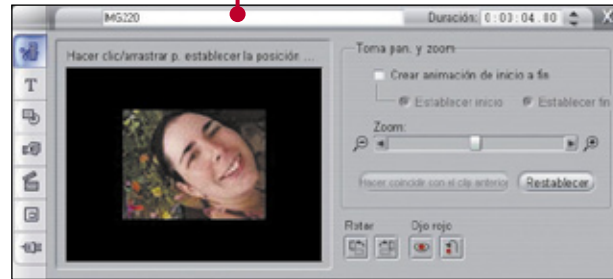 IMG220
Duración: 0:03:04.80
X
Hacer clic/arrastrar p. establecer la posición ...
Toma pan. y zoom
Crear animación de inicio a fin
Establecer inicio
Establecer fin
T
Zoom:
Hacer coincidir con el clip anterior
Restablecer
Rotar
Ojo rojo